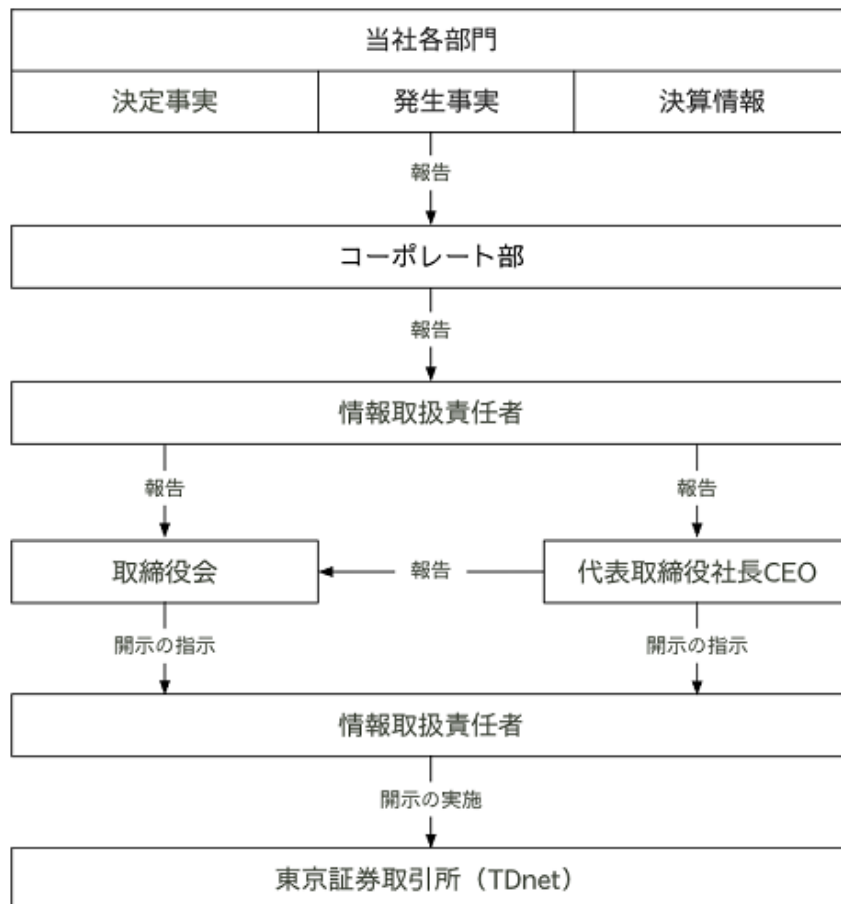 当社各部門
決定事実 発生事実 決算情報
報告
コーポレート部
報告
情報取扱責任者
報告 報告
取締役会 報告 代表取締役社長CEO
開示の指示 開示の指示
情報取扱責任者
開示の実施
東京証券取引所（TDnet）